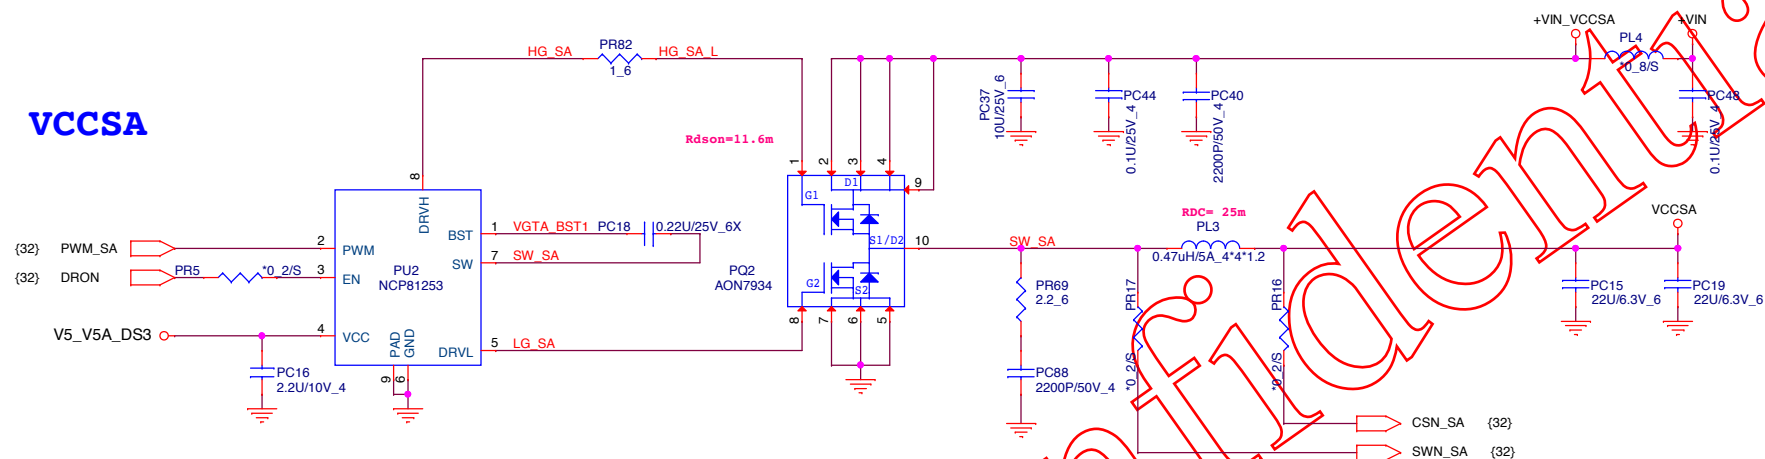 VCCSA
{32} PWM_SA
{32} DRON
PR5 *0_2/S
V5_V5A_DS3
PC16
2.2U/10V_4
2
PWM
3
EN
4
VCC
8
DRVH
1
BST
7
SW
5
DRVL
PU2
NCP81253
PAD
GND
9
6
HG_SA
PR82
1_6
HG_SA_L
VGTA_BST1
PC18
0.22U/25V_6X
SW_SA
LG_SA
Rdson=11.6m
PQ2
AON7934
1
2
3
4
9
10
8
7
6
5
G1
D1
S1/D2
G2
S2
PC37
10U/25V_6
PC44
0.1U/25V_4
PC40
2200P/50V_4
+VIN_VCCSA
+VIN
PL4
*0_8/S
PC48
0.1U/25V_4
SW_SA
RDC= 25m
PL3
0.47uH/5A_4*4*1.2
PR69
2.2_6
PC88
2200P/50V_4
PR17
*0_2/S
PR16
*0_2/S
VCCSA
PC15
22U/6.3V_6
PC19
22U/6.3V_6
CSN_SA {32}
SWN_SA {32}